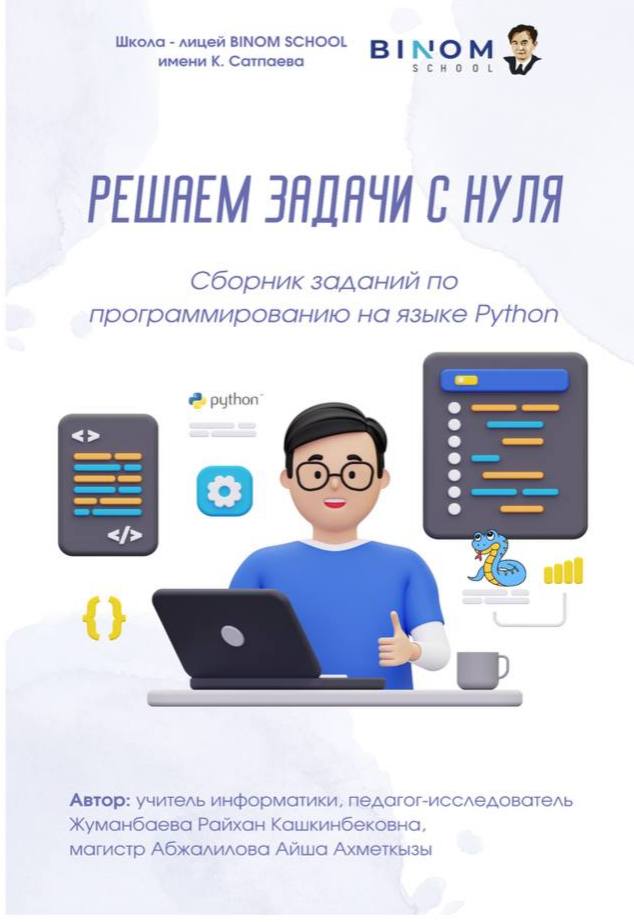 Школа - лицей BINOM SCHOOL
имени К. Сатпаева
BINOM
SCHOOL
РЕШАЕМ ЗАДАЧИ С НУЛЯ
Сборник заданий по
программированию на языке Python
python™
< >
</>
{ }
Автор: учитель информатики, педагог-исследователь
Жуманбаева Райхан Кашкинбековна,
магистр Абжалилова Айша Ахметкызы